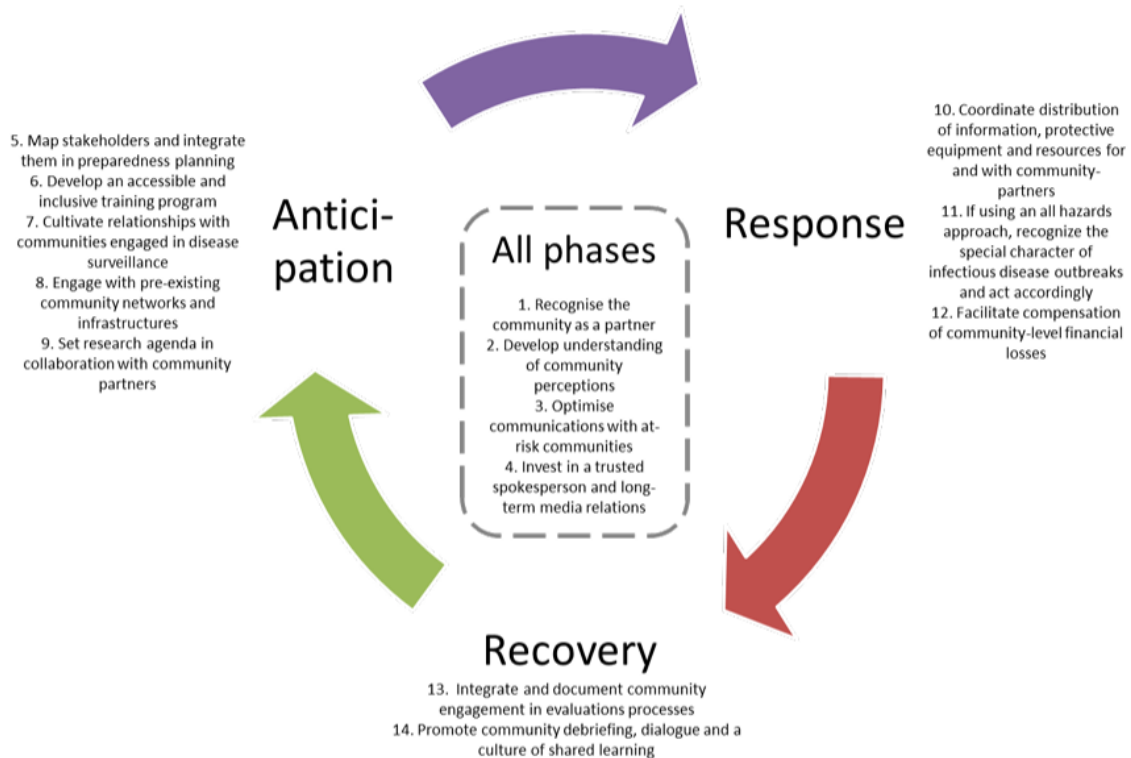 Antici-
pation
5. Map stakeholders and integrate
them in preparedness planning
6. Develop an accessible and
inclusive training program
7. Cultivate relationships with
communities engaged in disease
surveillance
8. Engage with pre-existing
community networks and
infrastructures
9. Set research agenda in
collaboration with community
partners
All phases
1. Recognise the
community as a partner
2. Develop understanding
of community
perceptions
3. Optimise
communications with at-
risk communities
4. Invest in a trusted
spokesperson and long-
term media relations
Response
10. Coordinate distribution
of information, protective
equipment and resources for
and with community-
partners
11. If using an all hazards
approach, recognize the
special character of
infectious disease outbreaks
and act accordingly
12. Facilitate compensation
of community-level financial
losses
Recovery
13. Integrate and document community
engagement in evaluations processes
14. Promote community debriefing, dialogue and a
culture of shared learning